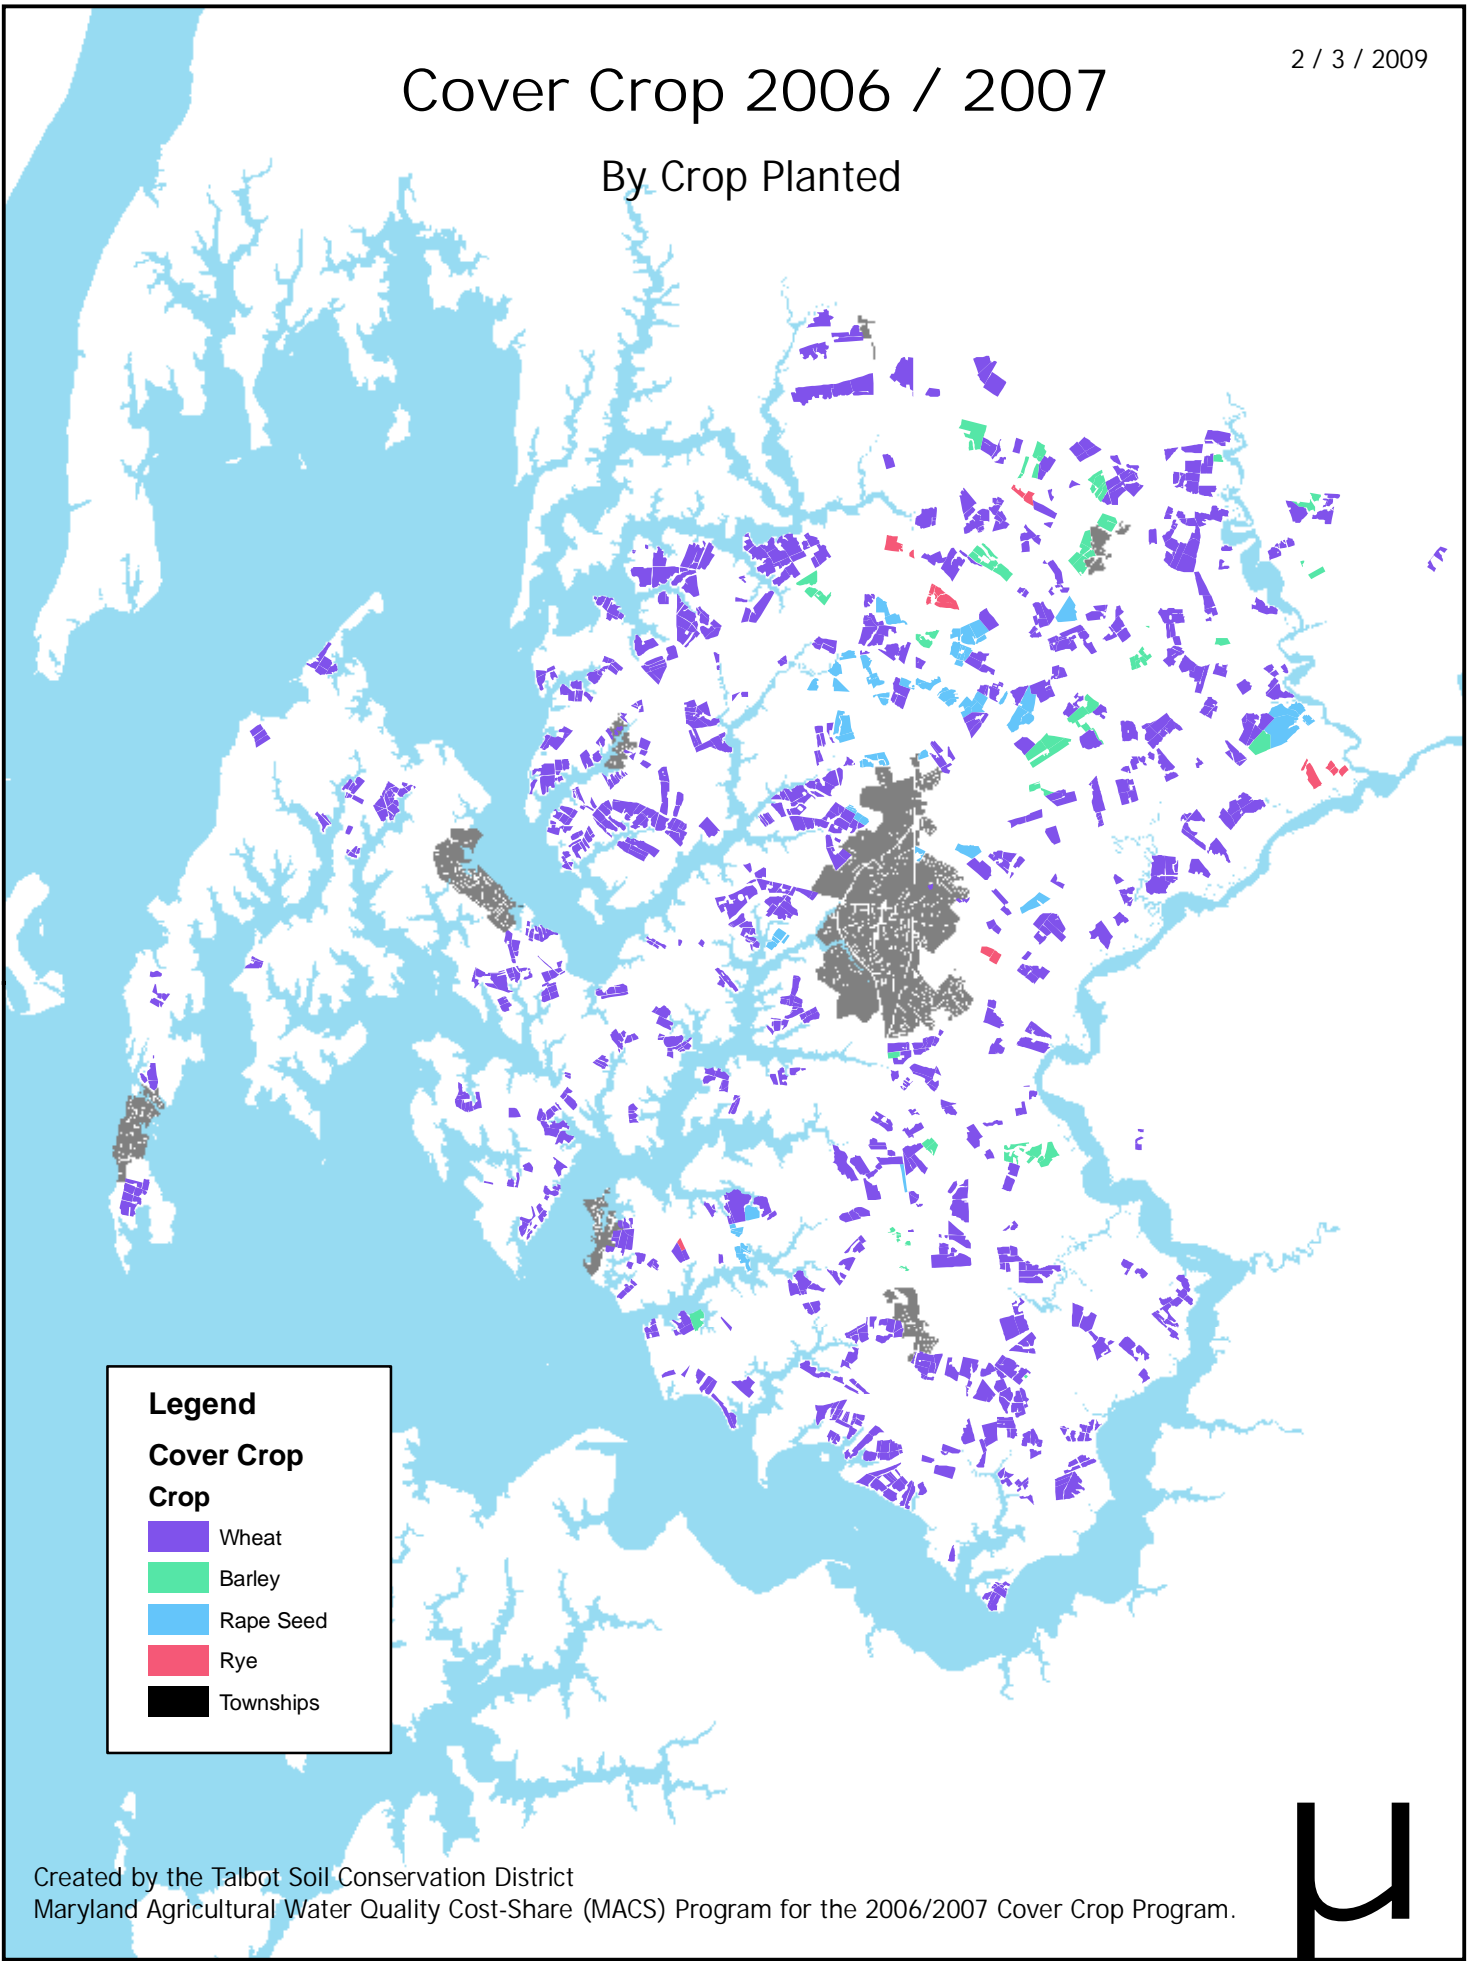 2 / 3 / 2009
Cover Crop 2006 / 2007
By Crop Planted
Legend
Cover Crop
Crop
Wheat
Barley
Rape Seed
Rye
Townships
Created by the Talbot Soil Conservation District
Maryland Agricultural Water Quality Cost-Share (MACS) Program for the 2006/2007 Cover Crop Program.
µ